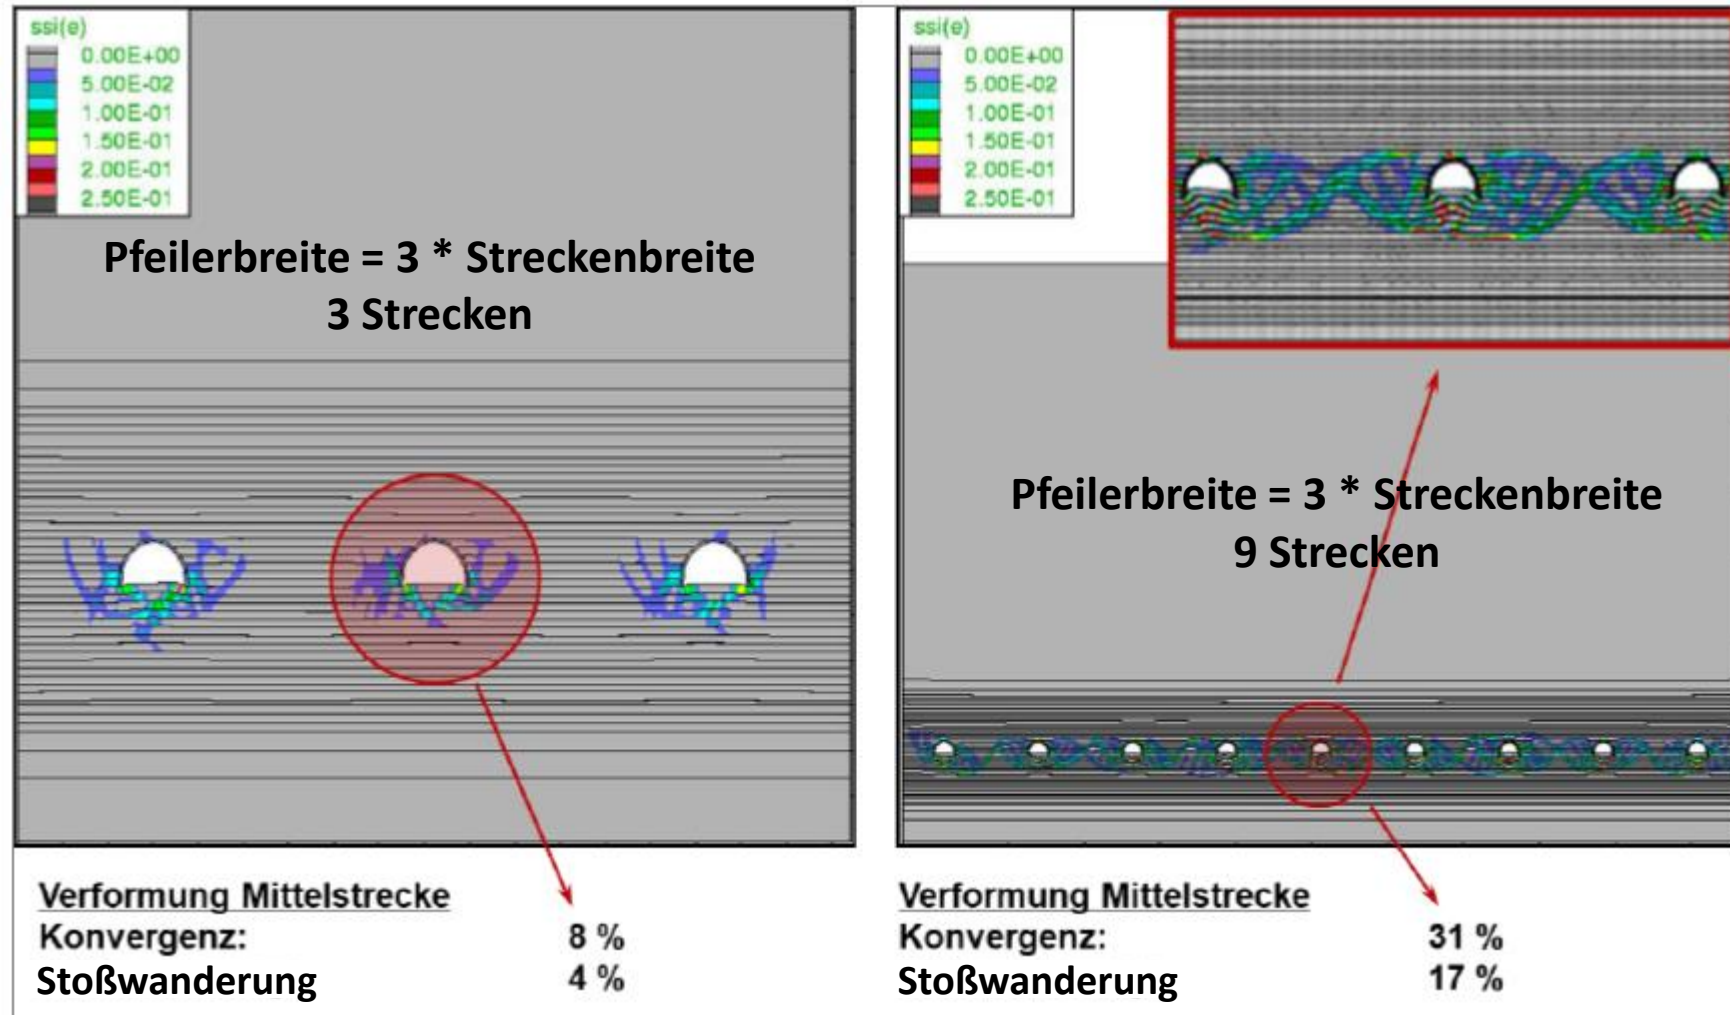 ssi(e)
0.00E+00
5.00E-02
1.00E-01
1.50E-01
2.00E-01
2.50E-01
Pfeilerbreite = 3 * Streckenbreite
3 Strecken
Verformung Mittelstrecke
Konvergenz: 8 %
Stoßwanderung 4 %
ssi(e)
0.00E+00
5.00E-02
1.00E-01
1.50E-01
2.00E-01
2.50E-01
Pfeilerbreite = 3 * Streckenbreite
9 Strecken
Verformung Mittelstrecke
Konvergenz: 31 %
Stoßwanderung 17 %